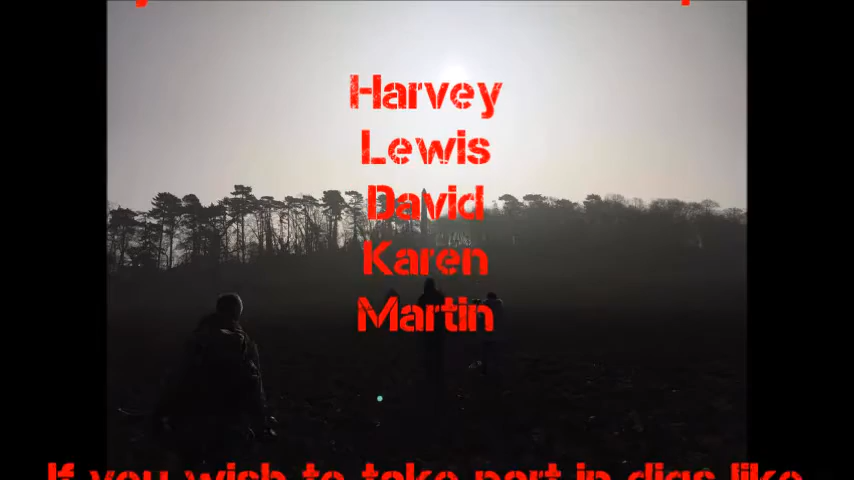 Harvey
Lewis
David
Karen
Martin
If you wish to take part in digs like